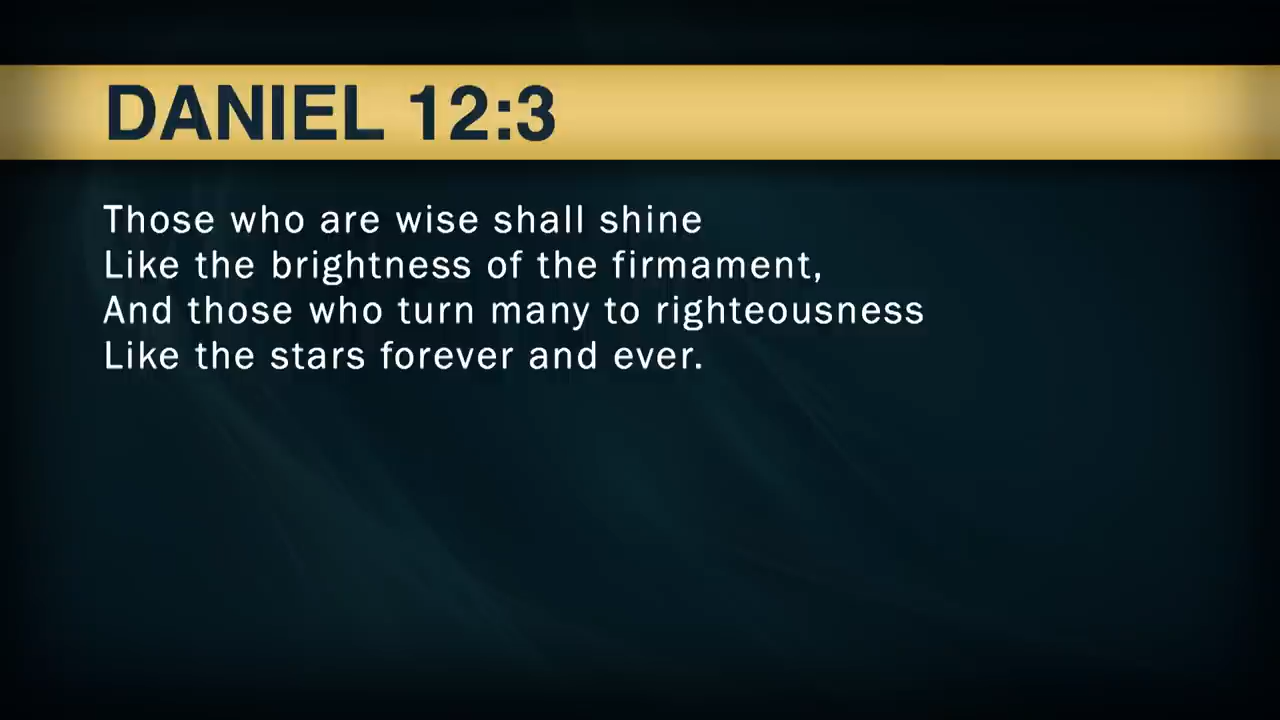 DANIEL 12:3
Those who are wise shall shine
Like the brightness of the firmament,
And those who turn many to righteousness
Like the stars forever and ever.